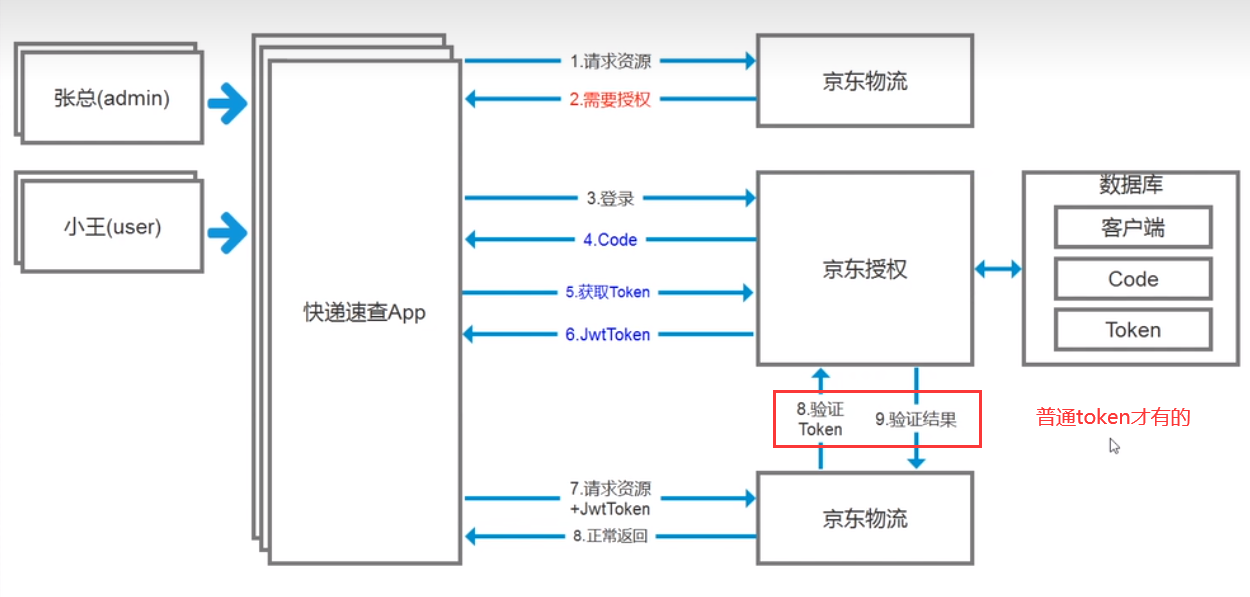 张总(admin)
小王(user)
快递速查App
1.请求资源
2.需要授权
京东物流
3.登录
4.Code
5.获取Token
6.JwtToken
京东授权
数据库
客户端
Code
Token
8.验证
Token
9.验证结果
普通token才有的
7.请求资源
+JwtToken
8.正常返回
京东物流